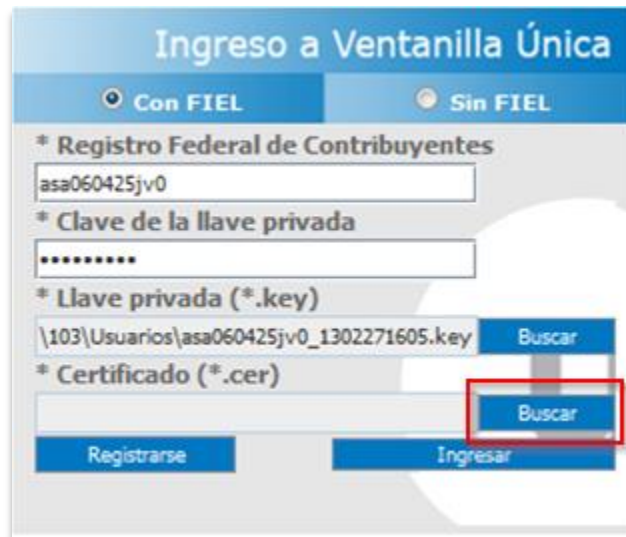 Ingreso a Ventanilla Única
Con FIEL Sin FIEL
* Registro Federal de Contribuyentes
asa060425jv0
* Clave de la llave privada
•••••••••
* Llave privada (*.key)
\103\Usuarios\asa060425jv0_1302271605.key Buscar
* Certificado (*.cer)
Buscar
Registrarse Ingresar